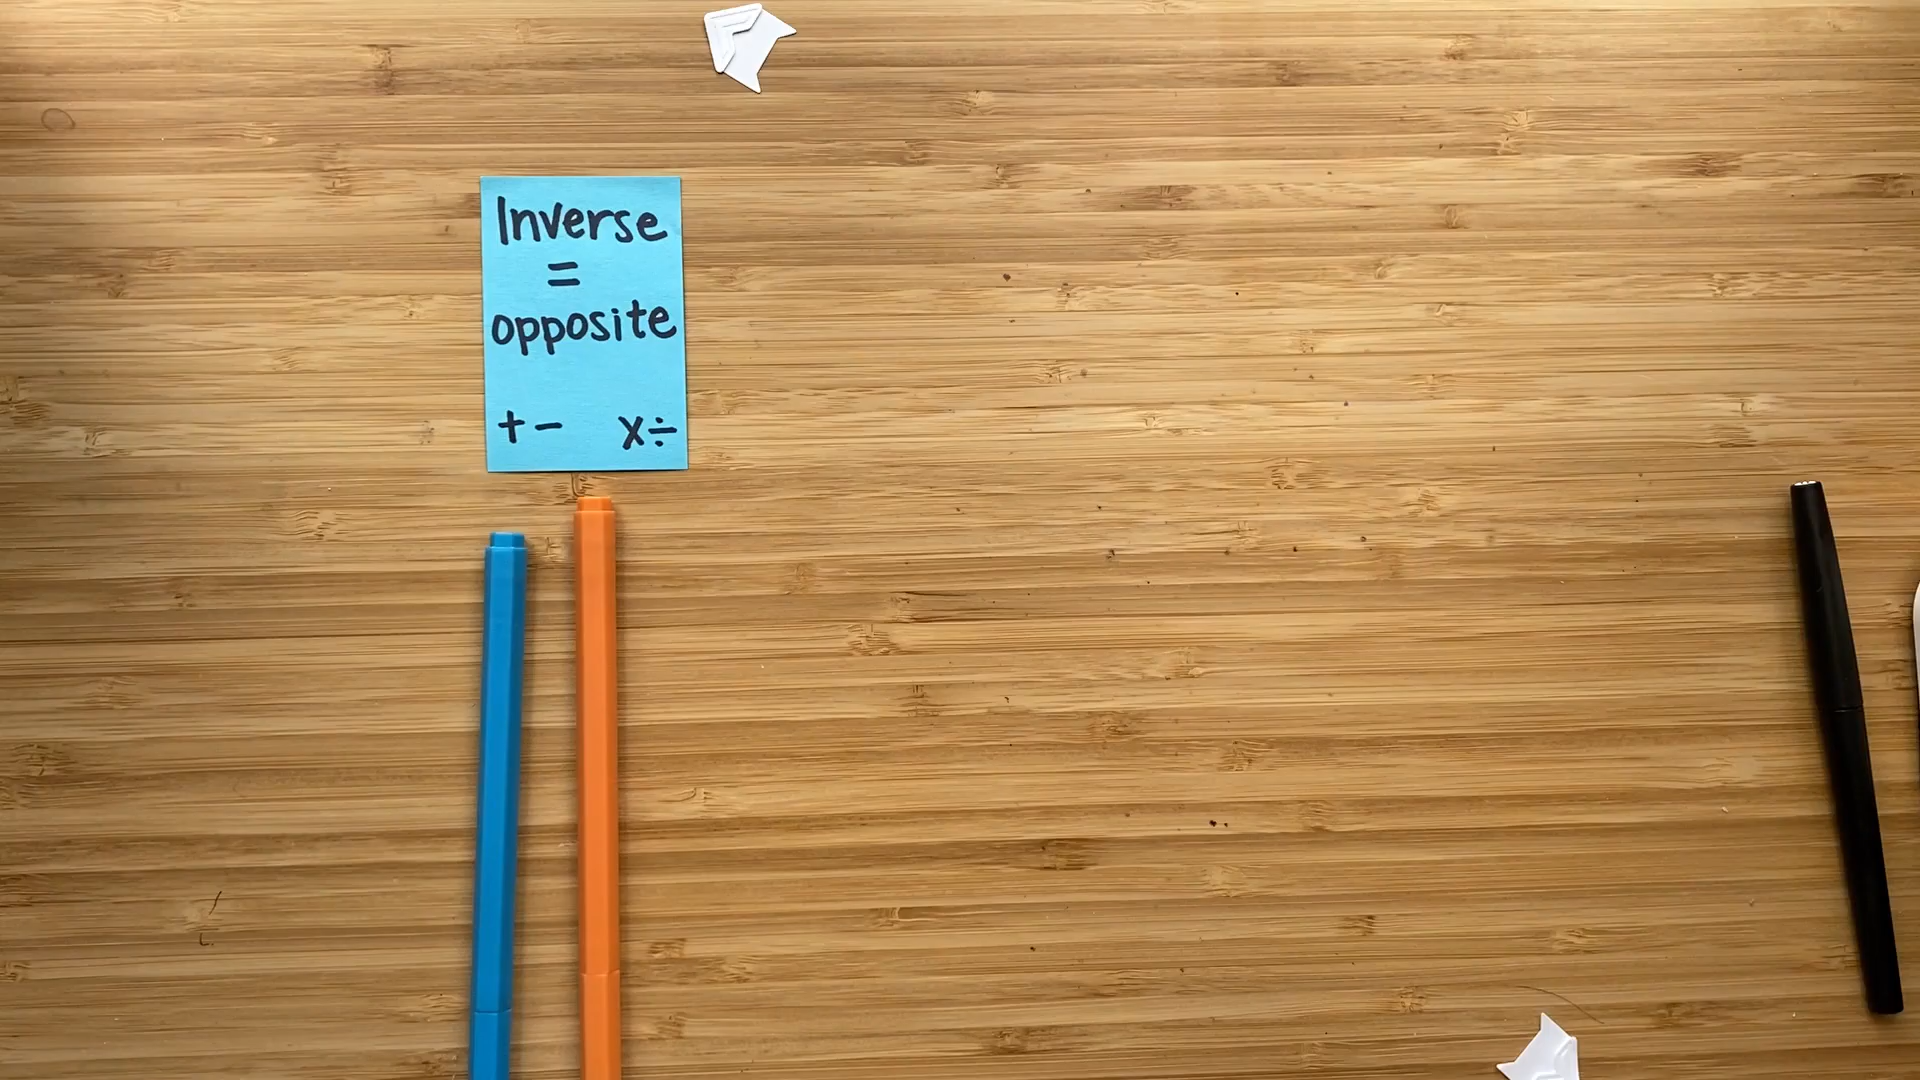 Inverse
=
opposite
+ - x÷